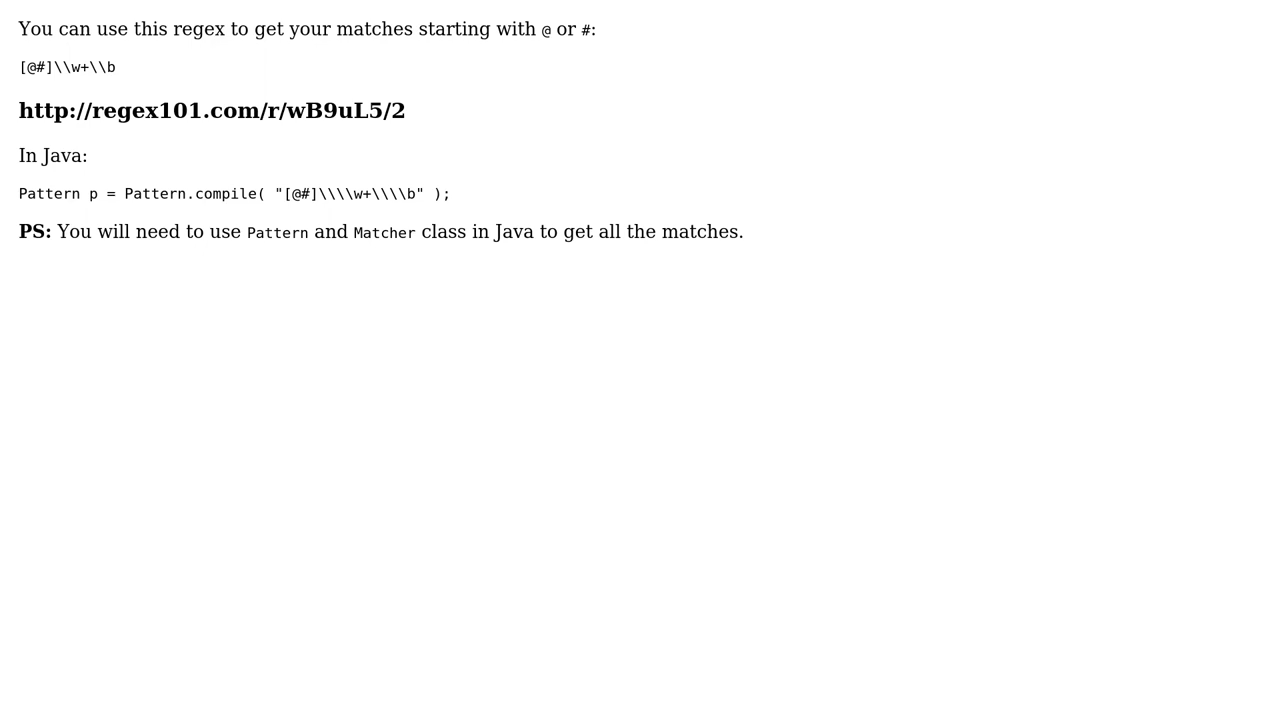 You can use this regex to get your matches starting with @ or #:
[@#]\\w+\\b
http://regex101.com/r/wB9uL5/2
In Java:
Pattern p = Pattern.compile( "[@#]\\\\w+\\\\b" );
PS: You will need to use Pattern and Matcher class in Java to get all the matches.